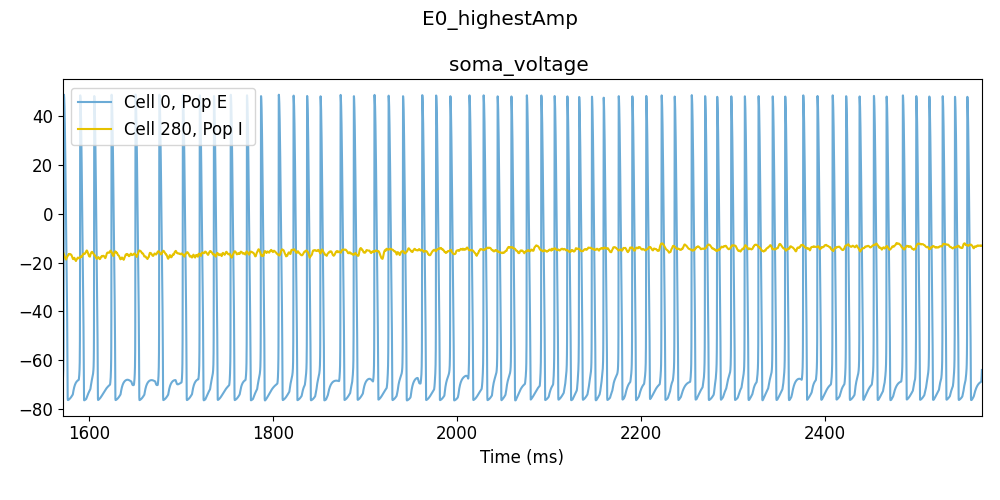 E0_highestAmp
soma_voltage
Cell 0, Pop E
Cell 280, Pop I
40
20
0
−20
−40
−60
−80
1600 1800 2000 2200 2400
Time (ms)